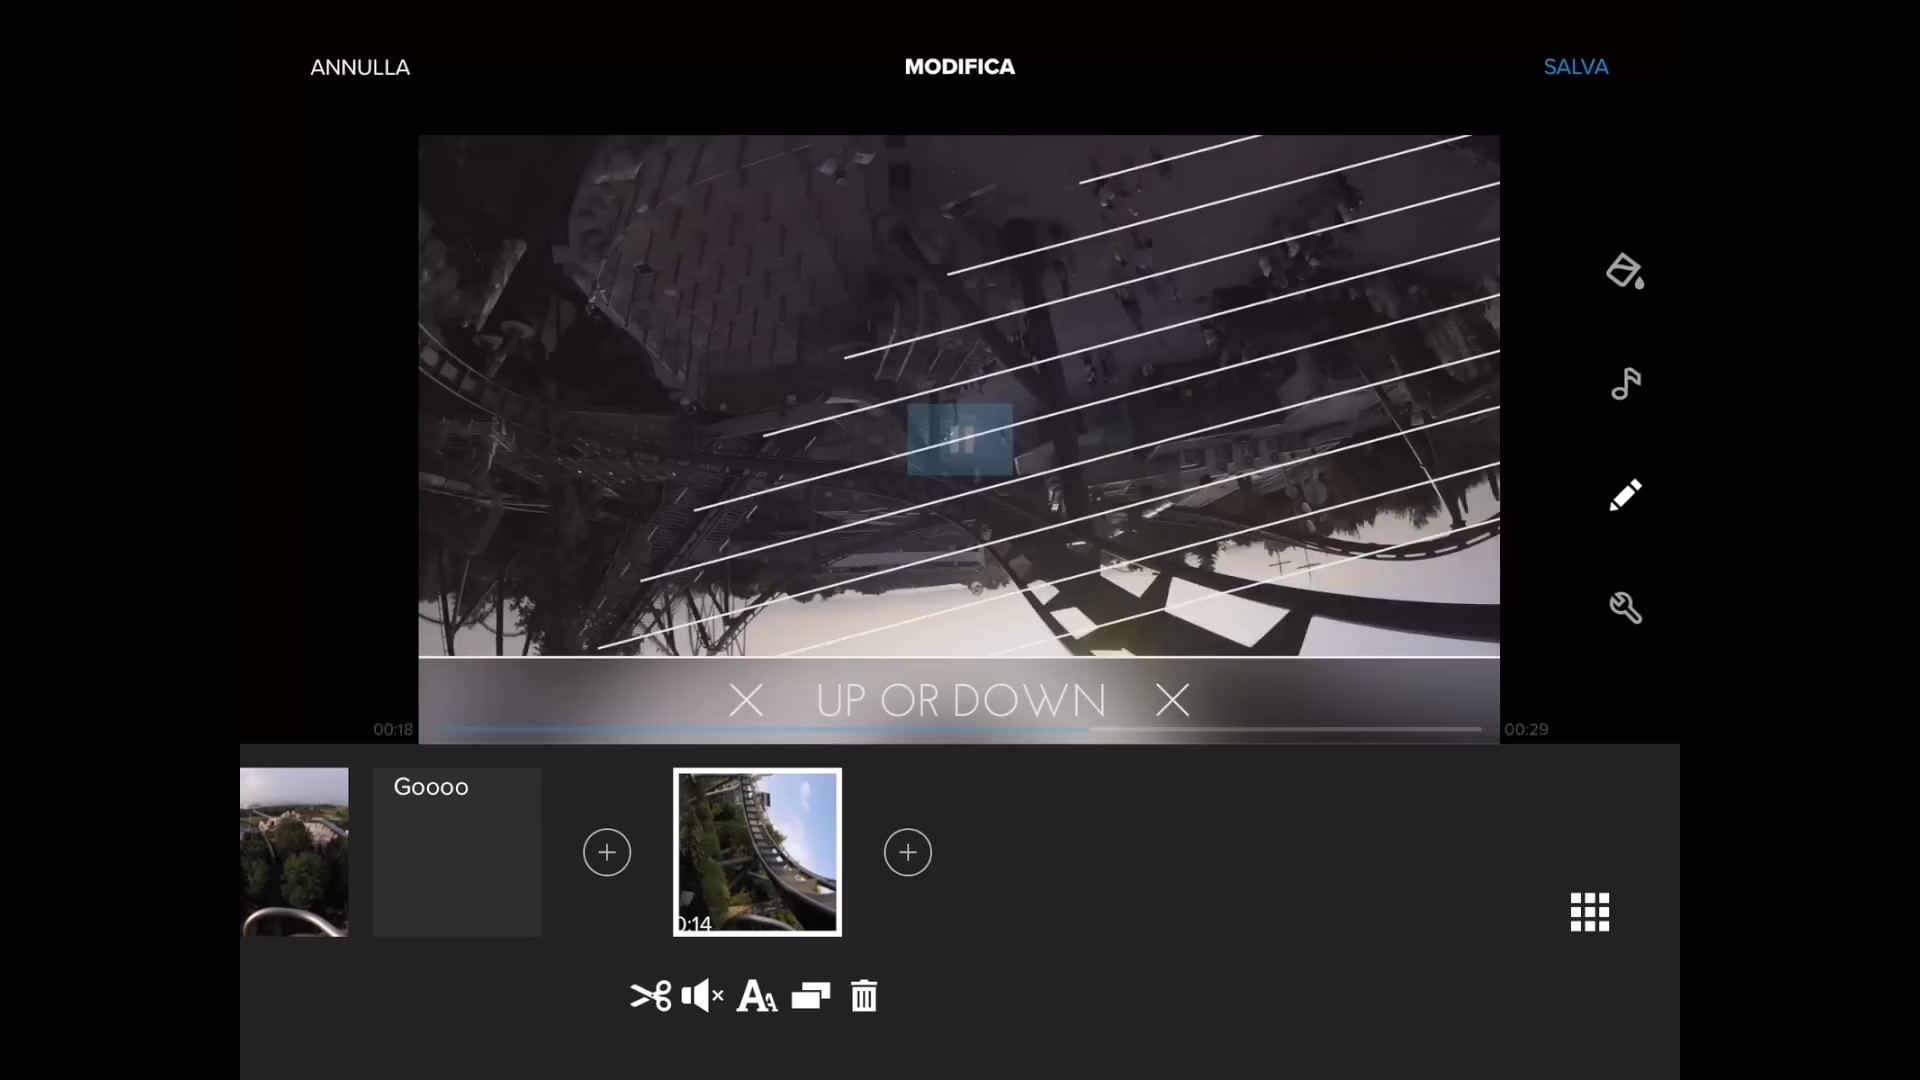 ANNULLA
MODIFICA
SALVA
UP OR DOWN
00:18
00:29
Goooo
0:14